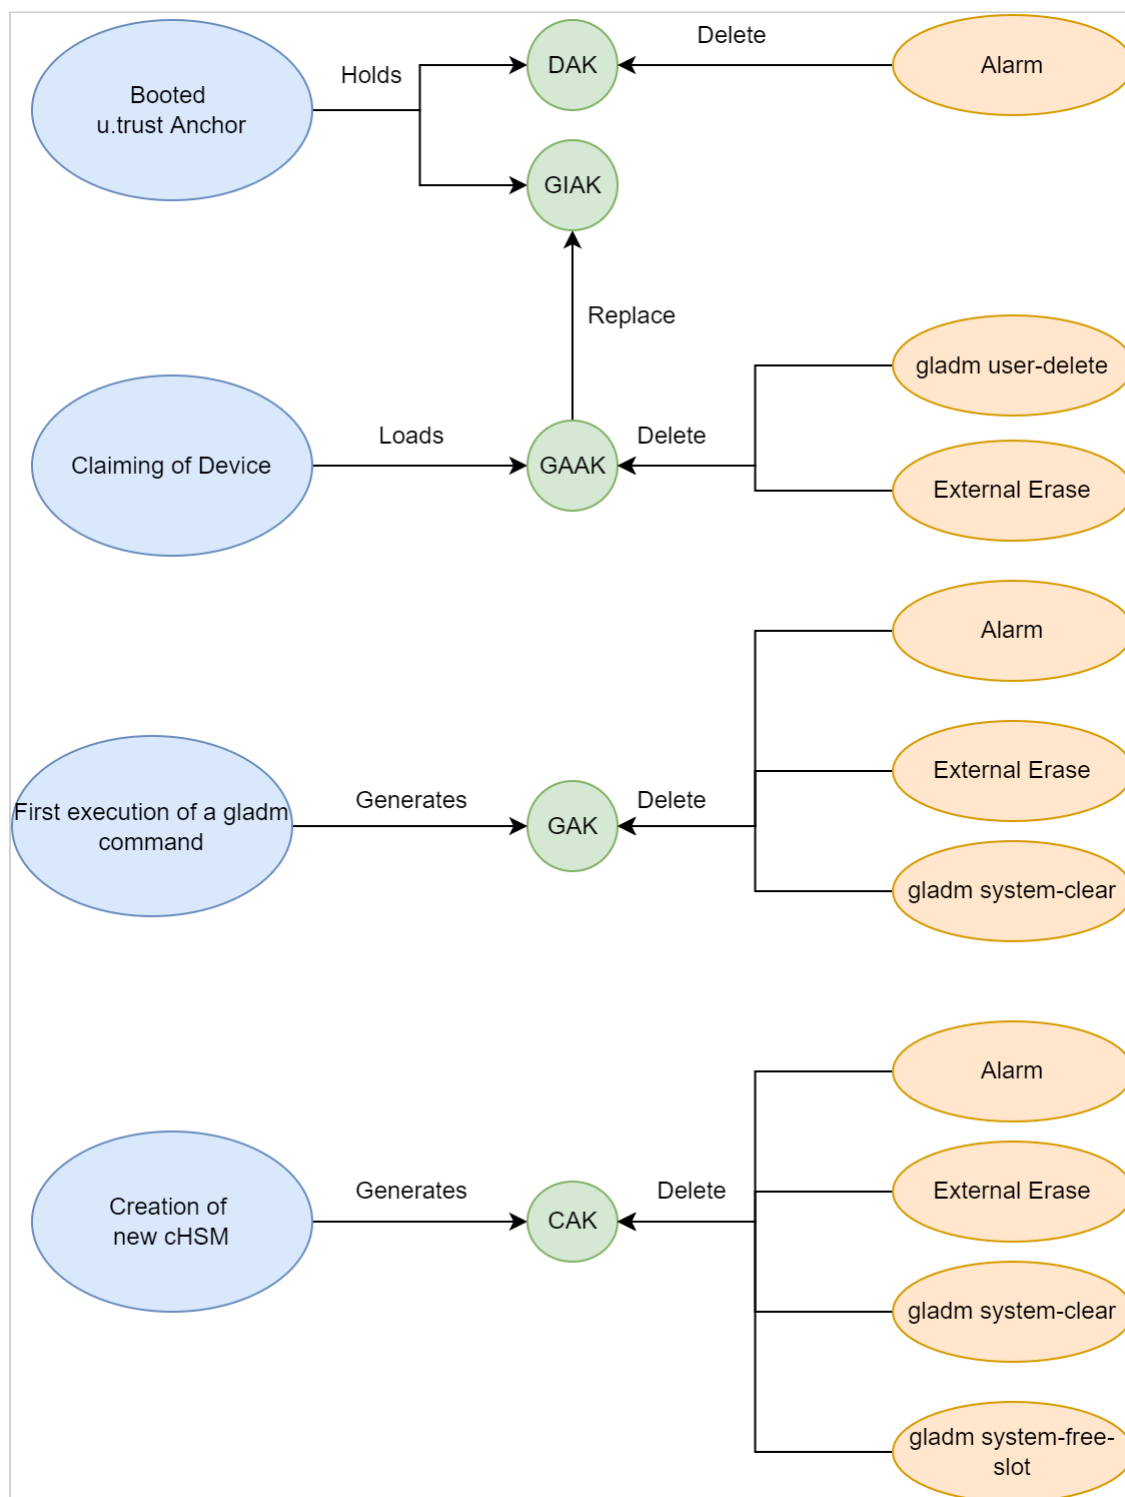 Booted
u.trust Anchor
Holds
DAK
Delete
Alarm
GIAK
Replace
Claiming of Device
Loads
GAAK
Delete
gladm user-delete
External Erase
First execution of a gladm
command
Generates
GAK
Delete
Alarm
External Erase
gladm system-clear
Creation of
new cHSM
Generates
CAK
Delete
Alarm
External Erase
gladm system-clear
gladm system-free-
slot